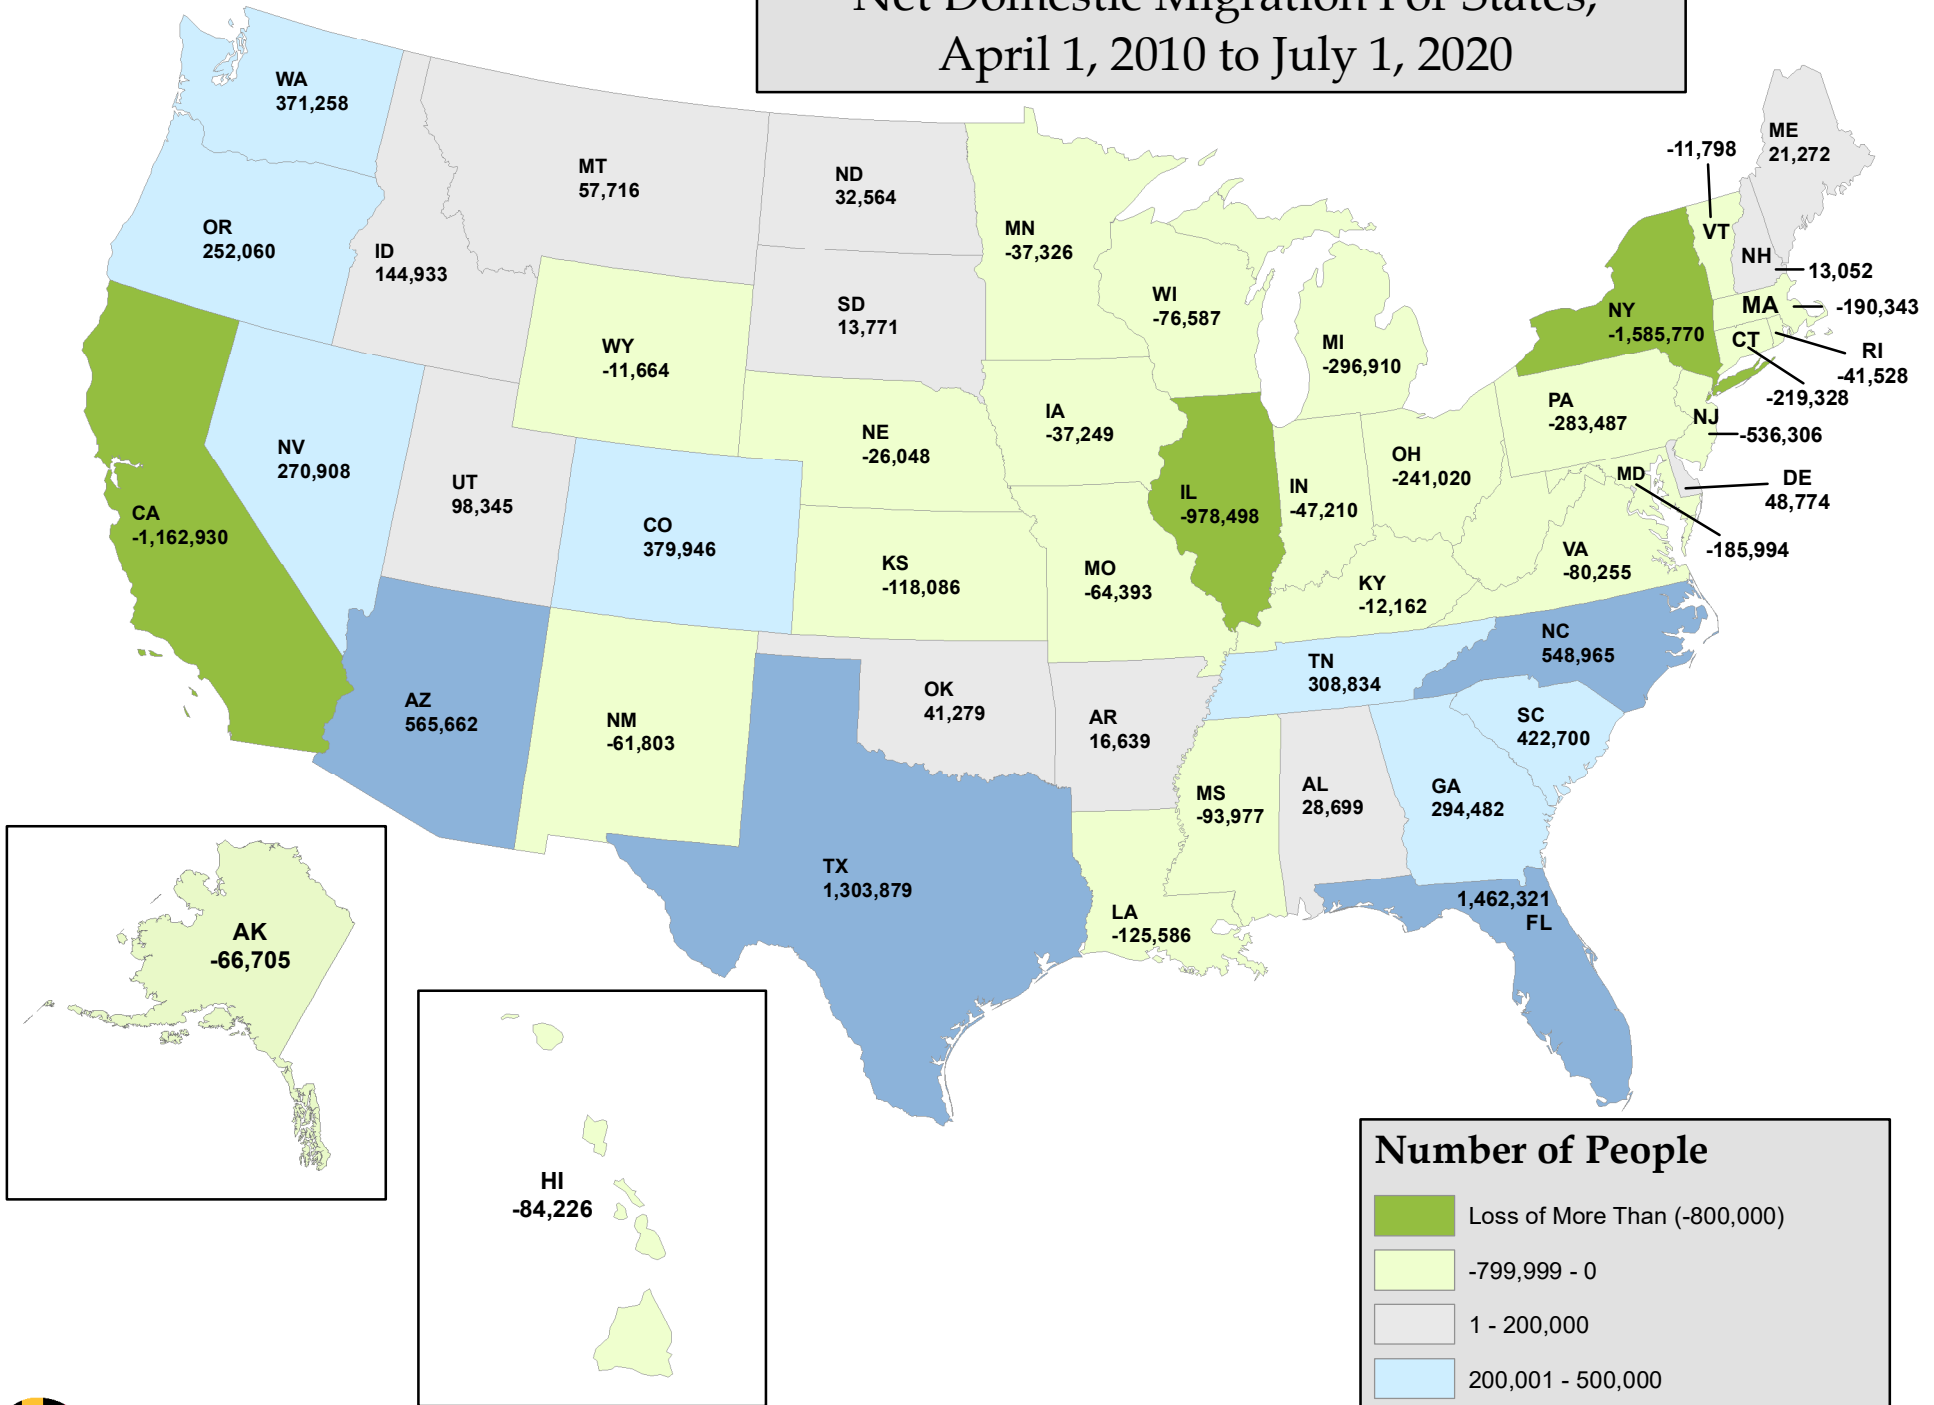 Net Domestic Migration For States,
April 1, 2010 to July 1, 2020
WA
371,258
OR
252,060
ID
144,933
MT
57,716
ND
32,564
SD
13,771
MN
-37,326
WI
-76,587
MI
-296,910
ME
21,272
-11,798
VT
NH
13,052
MA
-190,343
NY
-1,585,770
CT
RI
-41,528
-219,328
NJ
-536,306
PA
-283,487
DE
48,774
MD
-185,994
WY
-11,664
NE
-26,048
IA
-37,249
IL
-978,498
IN
-47,210
OH
-241,020
NV
270,908
UT
98,345
CO
379,946
CA
-1,162,930
KS
-118,086
MO
-64,393
KY
-12,162
VA
-80,255
NC
548,965
TN
308,834
SC
422,700
AZ
565,662
NM
-61,803
OK
41,279
AR
16,639
MS
-93,977
AL
28,699
GA
294,482
TX
1,303,879
LA
-125,586
1,462,321
FL
AK
-66,705
HI
-84,226
Number of People
Loss of More Than (-800,000)
-799,999 - 0
1 - 200,000
200,001 - 500,000